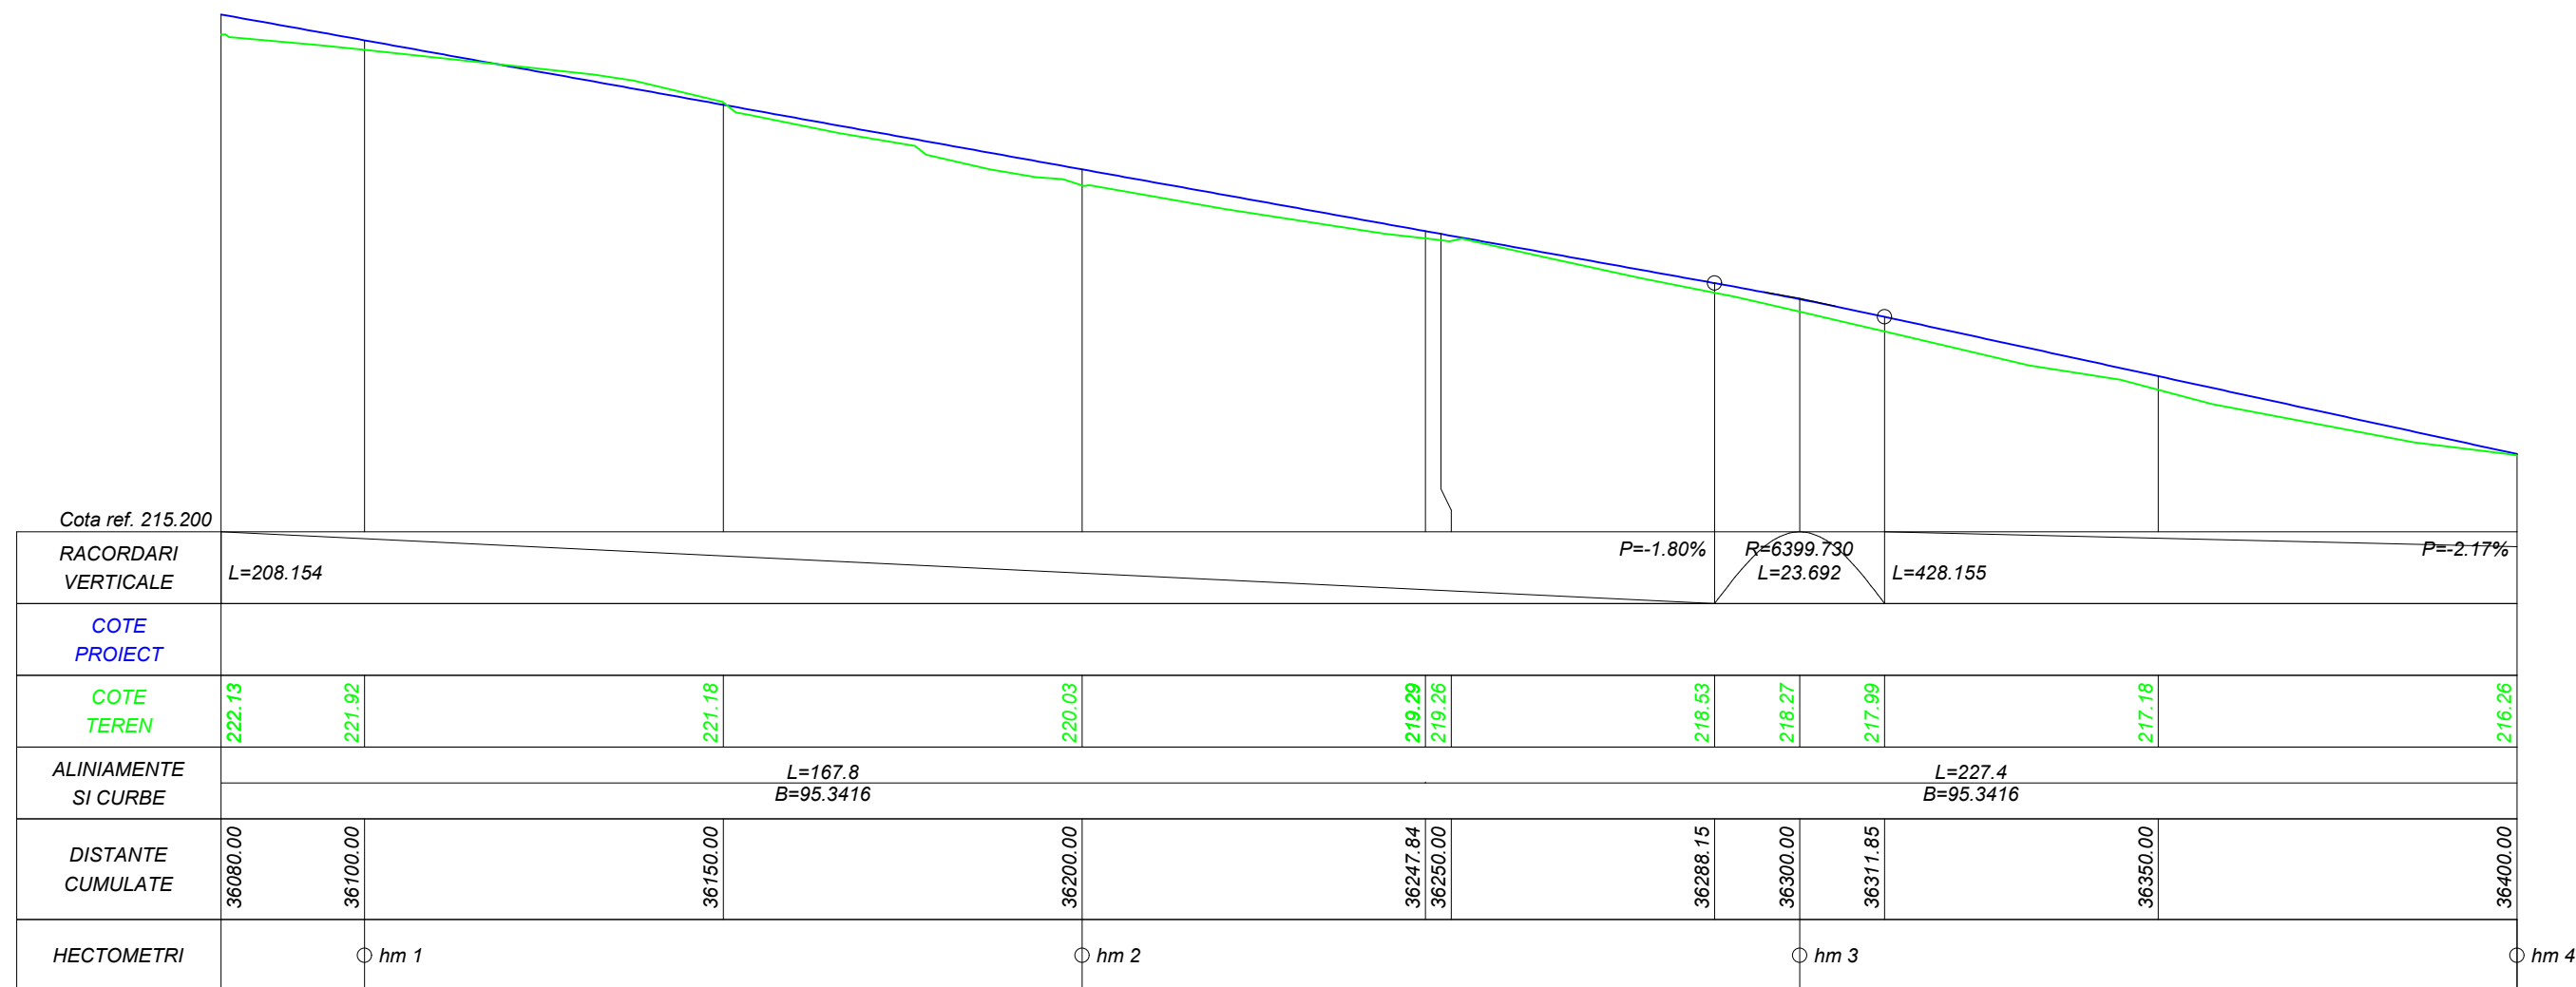 Cota ref. 215.200
RACORDARI
VERTICALE
L=208.154
P=-1.80%
R=6399.730
L=23.692
L=428.155
P=-2.17%
COTE
PROIECT
COTE
TEREN
222.13
221.92
221.18
220.03
219.29
219.26
218.53
218.27
217.99
217.18
216.26
ALINIAMENTE
SI CURBE
L=167.8
B=95.3416
L=227.4
B=95.3416
DISTANTE
CUMULATE
36080.00
36100.00
36150.00
36200.00
36247.84
36250.00
36288.15
36300.00
36311.85
36350.00
36400.00
HECTOMETRI
hm 1
hm 2
hm 3
hm 4